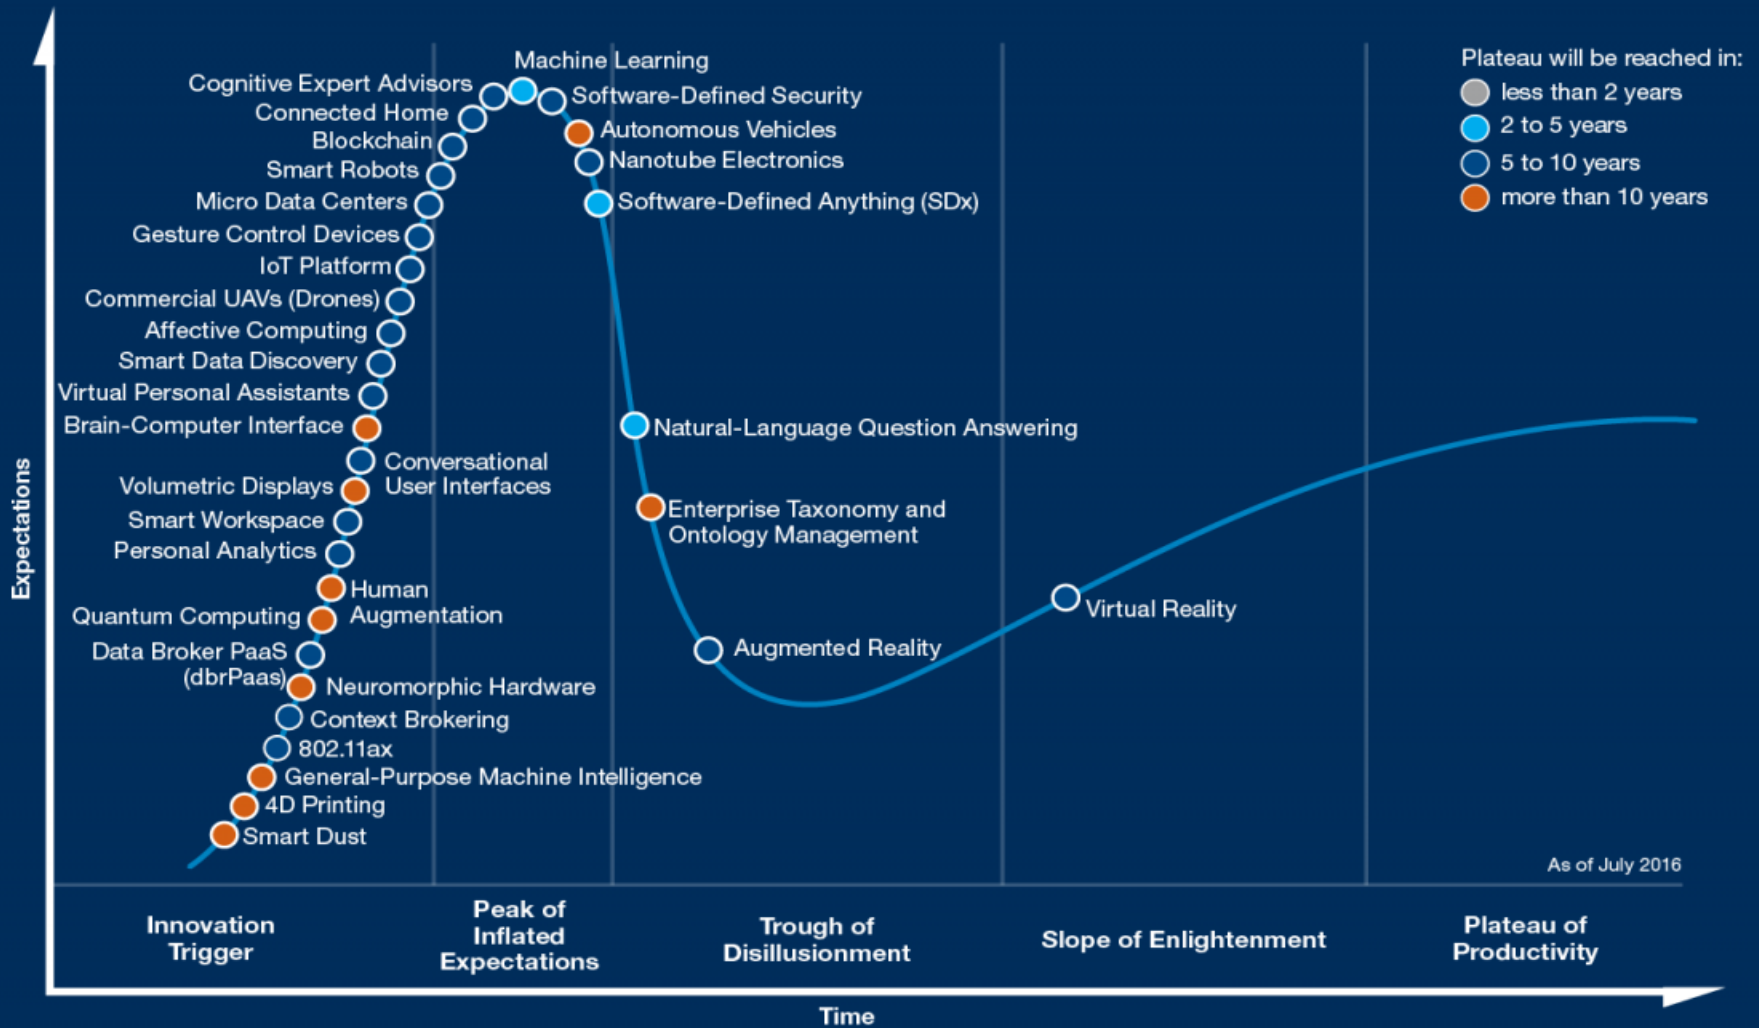 Machine Learning
Cognitive Expert Advisors
Software-Defined Security
Connected Home
Autonomous Vehicles
Blockchain
Nanotube Electronics
Smart Robots
Micro Data Centers
Software-Defined Anything (SDx)
Gesture Control Devices
IoT Platform
Commercial UAVs (Drones)
Affective Computing
Smart Data Discovery
Virtual Personal Assistants
Brain-Computer Interface
Natural-Language Question Answering
Conversational
User Interfaces
Volumetric Displays
Enterprise Taxonomy and
Ontology Management
Smart Workspace
Personal Analytics
Human
Augmentation
Quantum Computing
Virtual Reality
Data Broker PaaS
(dbrPaas)
Augmented Reality
Neuromorphic Hardware
Context Brokering
802.11ax
General-Purpose Machine Intelligence
4D Printing
Smart Dust
Plateau will be reached in:
less than 2 years
2 to 5 years
5 to 10 years
more than 10 years
As of July 2016
Expectations
Innovation
Trigger
Peak of
Inflated
Expectations
Trough of
Disillusionment
Slope of Enlightenment
Plateau of
Productivity
Time